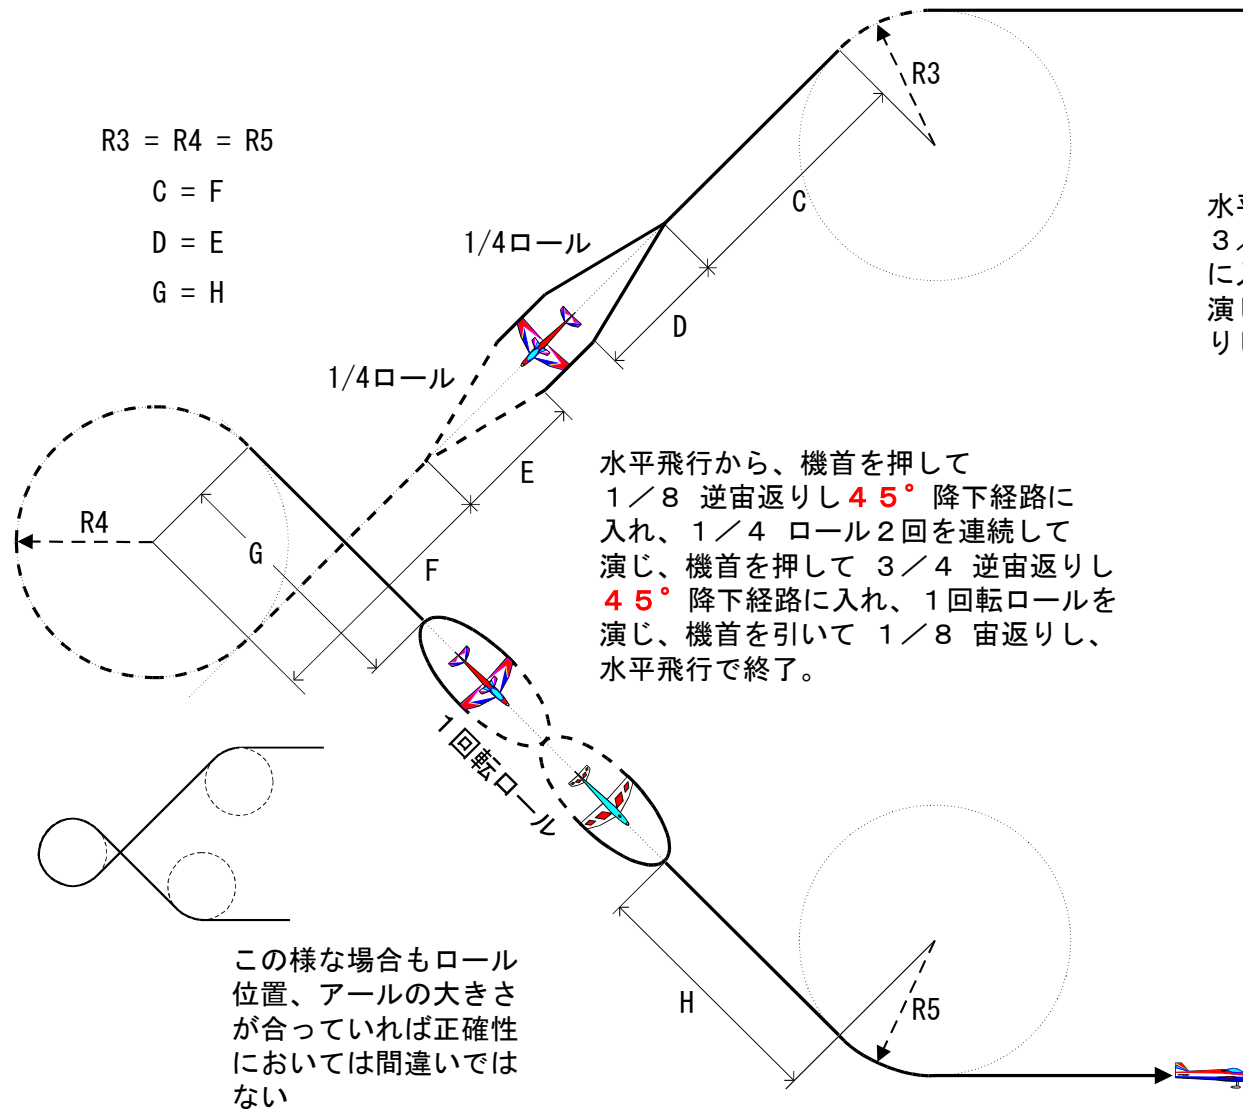 R3
R3 = R4 = R5
C = F
D = E
G = H
C
1/4ロール
D
1/4ロール
水
３／
に
演じ
りし
E
R4
G
F
水平飛行から、機首を押して
１／８ 逆宙返りし４５°降下経路に
入れ、１／４ ロール２回を連続して
演じ、機首を押して ３／４ 逆宙返りし
４５°降下経路に入れ、１回転ロールを
演じ、機首を引いて １／８ 宙返りし、
水平飛行で終了。
１回転ロール
この様な場合もロール
位置、アールの大きさ
が合っていれば正確性
においては間違いでは
ない
H
R5